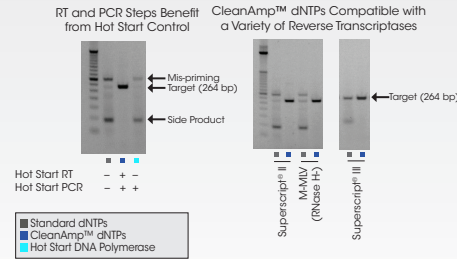 RT and PCR Steps Benefit
from Hot Start Control
Mis-priming
Target (264 bp)
Side Product
Hot Start RT - + -
Hot Start PCR - + +
CleanAmp™ dNTPs Compatible with
a Variety of Reverse Transcriptases
Target (264 bp)
Superscript® II
M-MLV
(RNase H-)
Superscript® III
Standard dNTPs
CleanAmp™ dNTPs
Hot Start DNA Polymerase